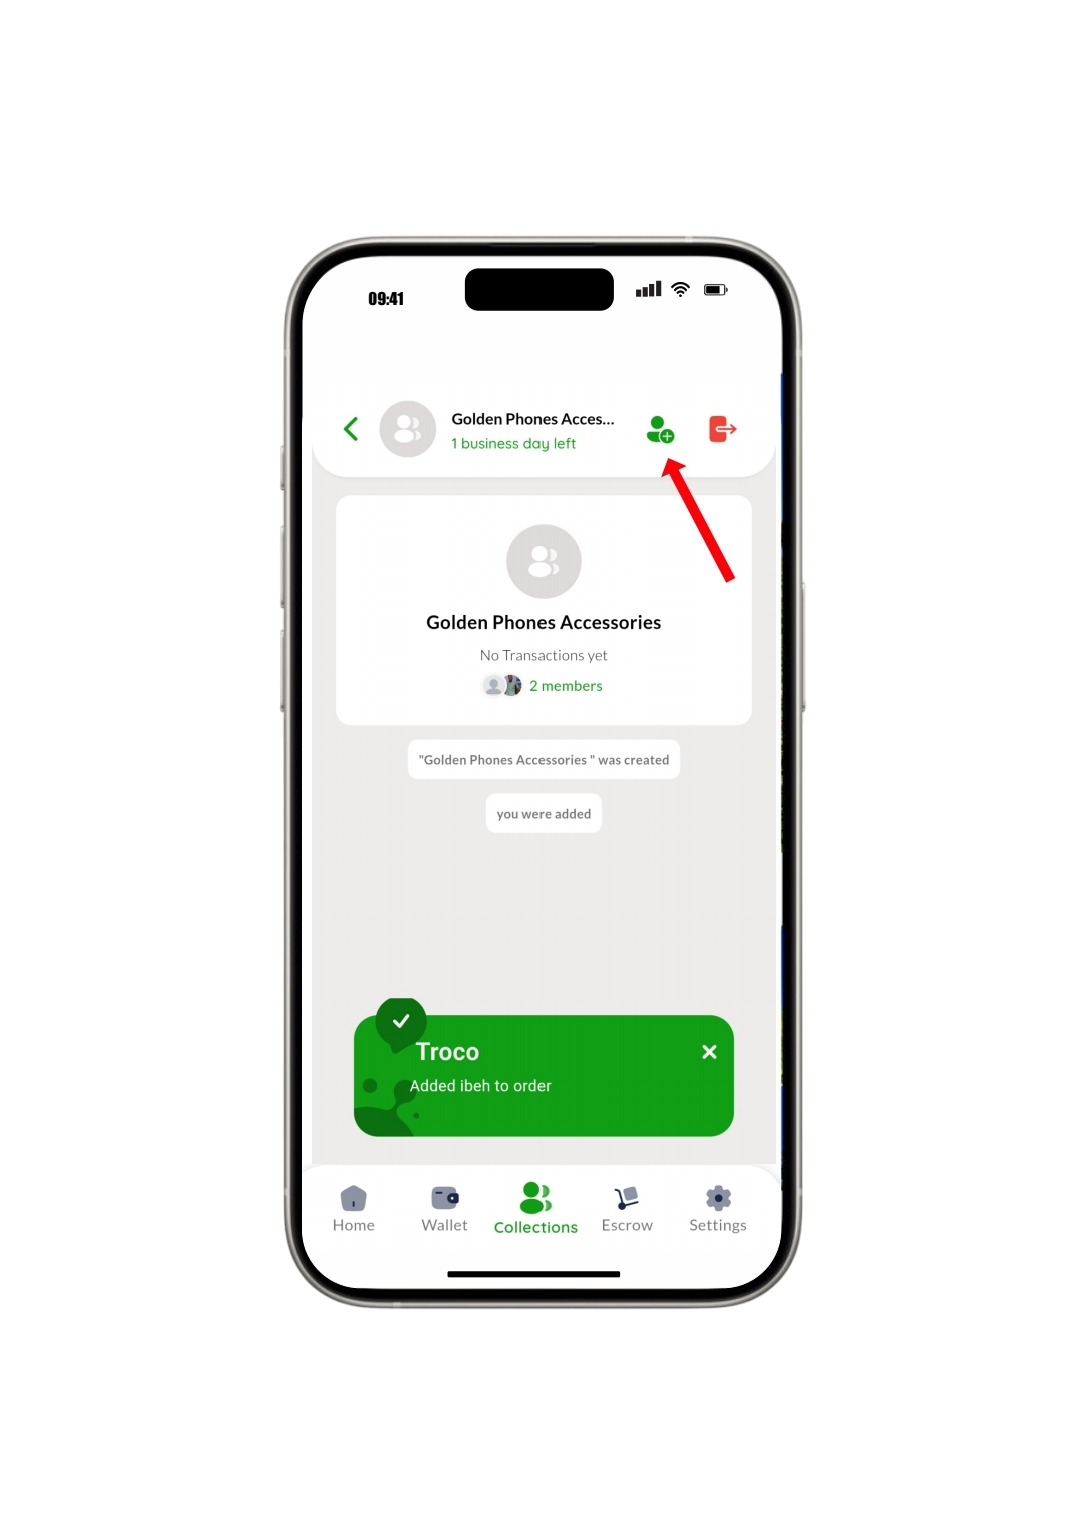 09:41
Golden Phones Acces...
1 business day left
Golden Phones Accessories
No Transactions yet
2 members
"Golden Phones Accessories " was created
you were added
Troco
Added ibeh to order
Home
Wallet
Collections
Escrow
Settings